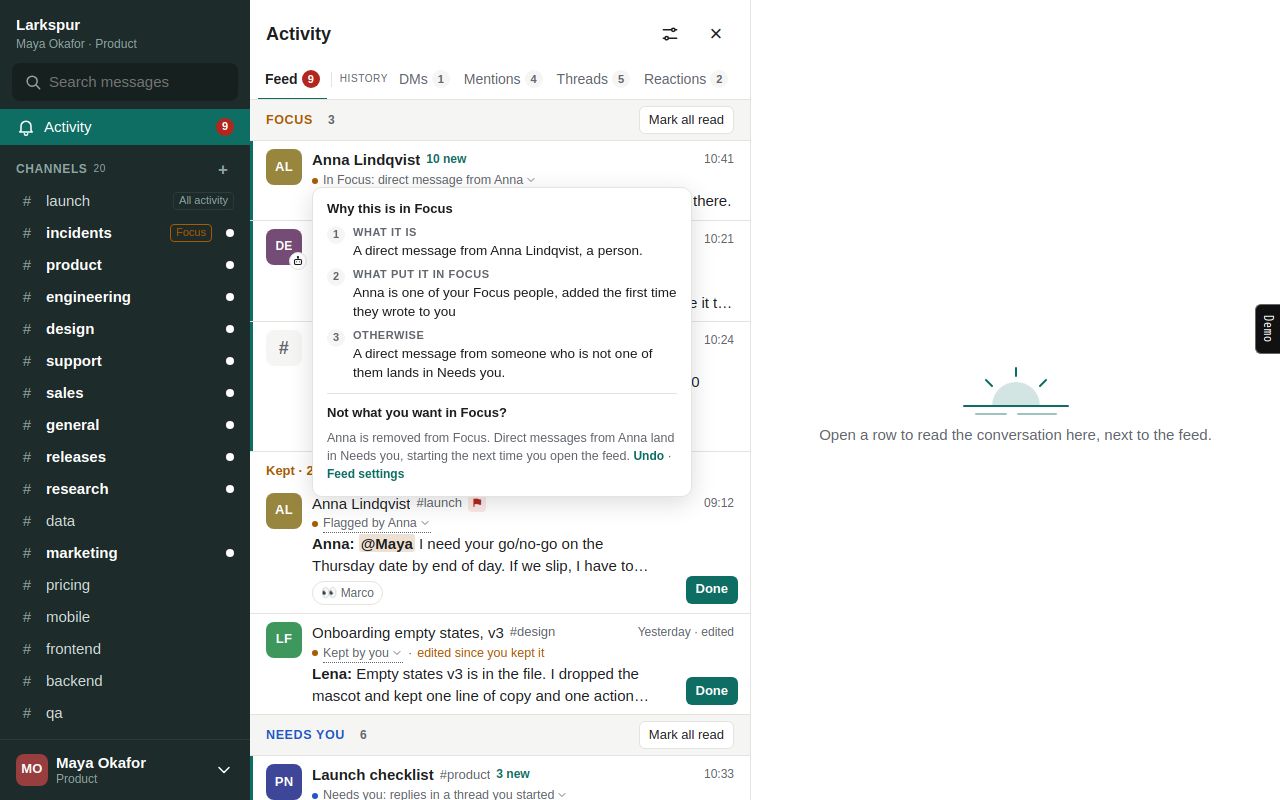 Larkspur
Maya Okafor · Product
Search messages
Activity 9
CHANNELS 20 +
# launch All activity
# incidents Focus
# product
# engineering
# design
# support
# sales
# general
# releases
# research
# data
# marketing
# pricing
# mobile
# frontend
# backend
# qa
MO Maya Okafor
Product
Activity
Feed 9 HISTORY DMs 1 Mentions 4 Threads 5 Reactions 2
FOCUS 3 Mark all read
AL Anna Lindqvist 10 new 10:41
In Focus: direct message from Anna
there.
DE 10:21
e it t…
# 10:24
0
Why this is in Focus
1 WHAT IT IS
A direct message from Anna Lindqvist, a person.
2 WHAT PUT IT IN FOCUS
Anna is one of your Focus people, added the first time
they wrote to you
3 OTHERWISE
A direct message from someone who is not one of
them lands in Needs you.
Not what you want in Focus?
Anna is removed from Focus. Direct messages from Anna land
in Needs you, starting the next time you open the feed. Undo ·
Feed settings
Kept · 2
AL Anna Lindqvist #launch 09:12
Flagged by Anna
Anna: @Maya I need your go/no-go on the
Thursday date by end of day. If we slip, I have to…
👀 Marco
Done
LF Onboarding empty states, v3 #design Yesterday · edited
Kept by you · edited since you kept it
Lena: Empty states v3 is in the file. I dropped the
mascot and kept one line of copy and one action…
Done
NEEDS YOU 6 Mark all read
PN Launch checklist #product 3 new 10:33
Needs you: replies in a thread you started
Open a row to read the conversation here, next to the feed.
Demo